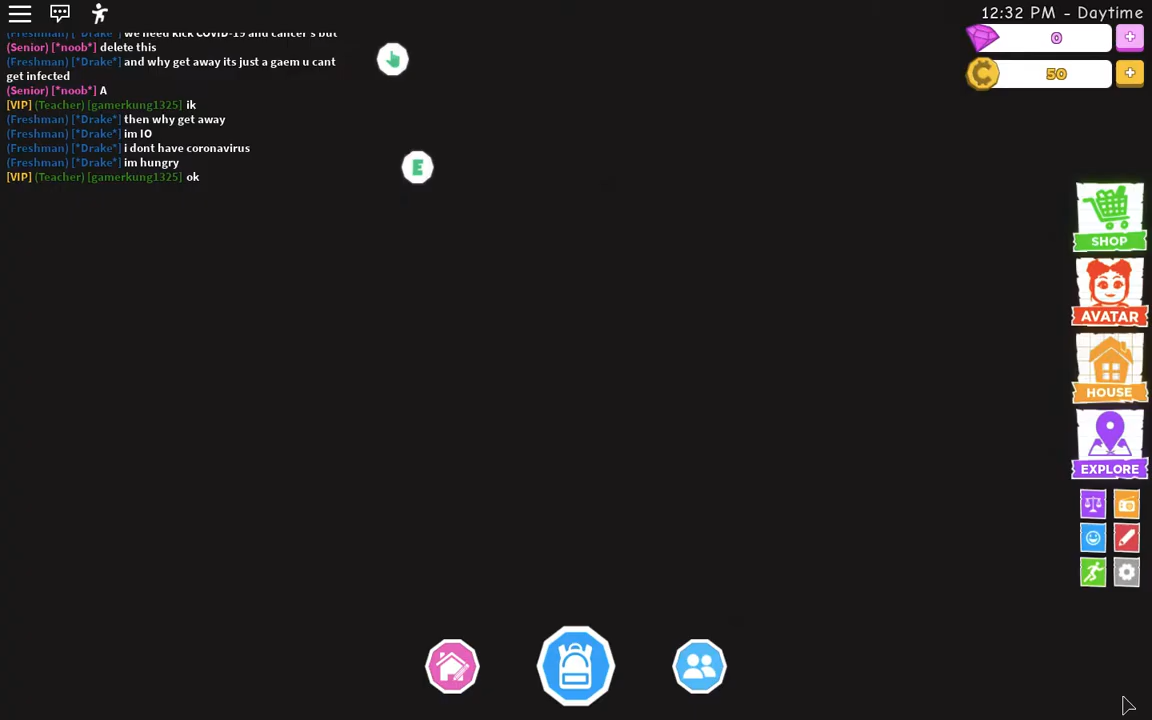 12:32 PM - Daytime
(Freshman) [*Drake*] we need kick COVID-19 and cancer's but
(Senior) [*noob*] delete this
(Freshman) [*Drake*] and why get away its just a gaem u cant
get infected
(Senior) [*noob*] A
[VIP] (Teacher) [gamerkung1325] ik
(Freshman) [*Drake*] then why get away
(Freshman) [*Drake*] im IO
(Freshman) [*Drake*] i dont have coronavirus
(Freshman) [*Drake*] im hungry
[VIP] (Teacher) [gamerkung1325] ok
E
0
50
SHOP
AVATAR
HOUSE
EXPLORE